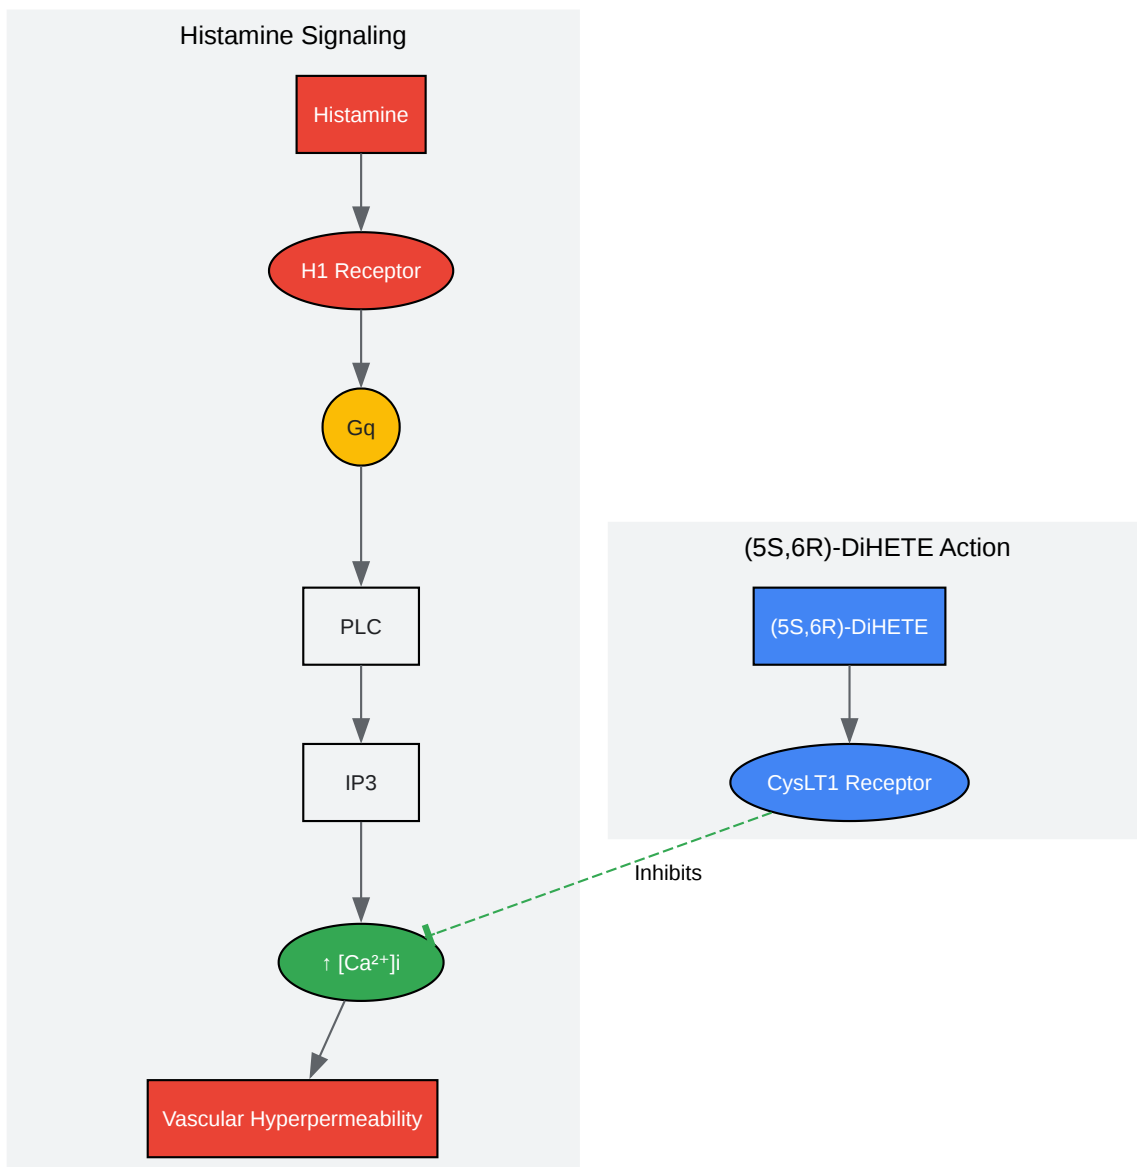 Histamine Signaling
Histamine
H1 Receptor
Gq
PLC
IP3
↑ [Ca²⁺]i
Vascular Hyperpermeability
(5S,6R)-DiHETE Action
(5S,6R)-DiHETE
CysLT1 Receptor
Inhibits